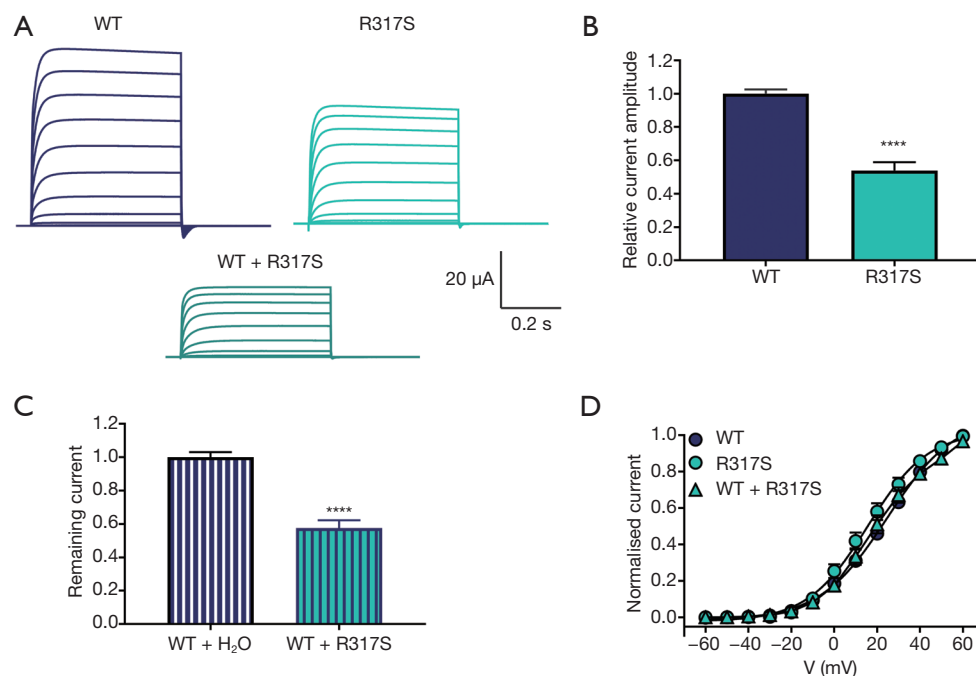 A
WT
R317S
WT + R317S
20 µA
0.2 s
B
Relative current amplitude
1.2
1.0
0.8
0.6
0.4
0.2
0.0
****
WT
R317S
C
Remaining current
1.2
1.0
0.8
0.6
0.4
0.2
0.0
****
WT + H₂O
WT + R317S
D
WT
R317S
WT + R317S
Normalised current
1.0
0.8
0.6
0.4
0.2
0.0
−60 −40 −20 0 20 40 60
V (mV)